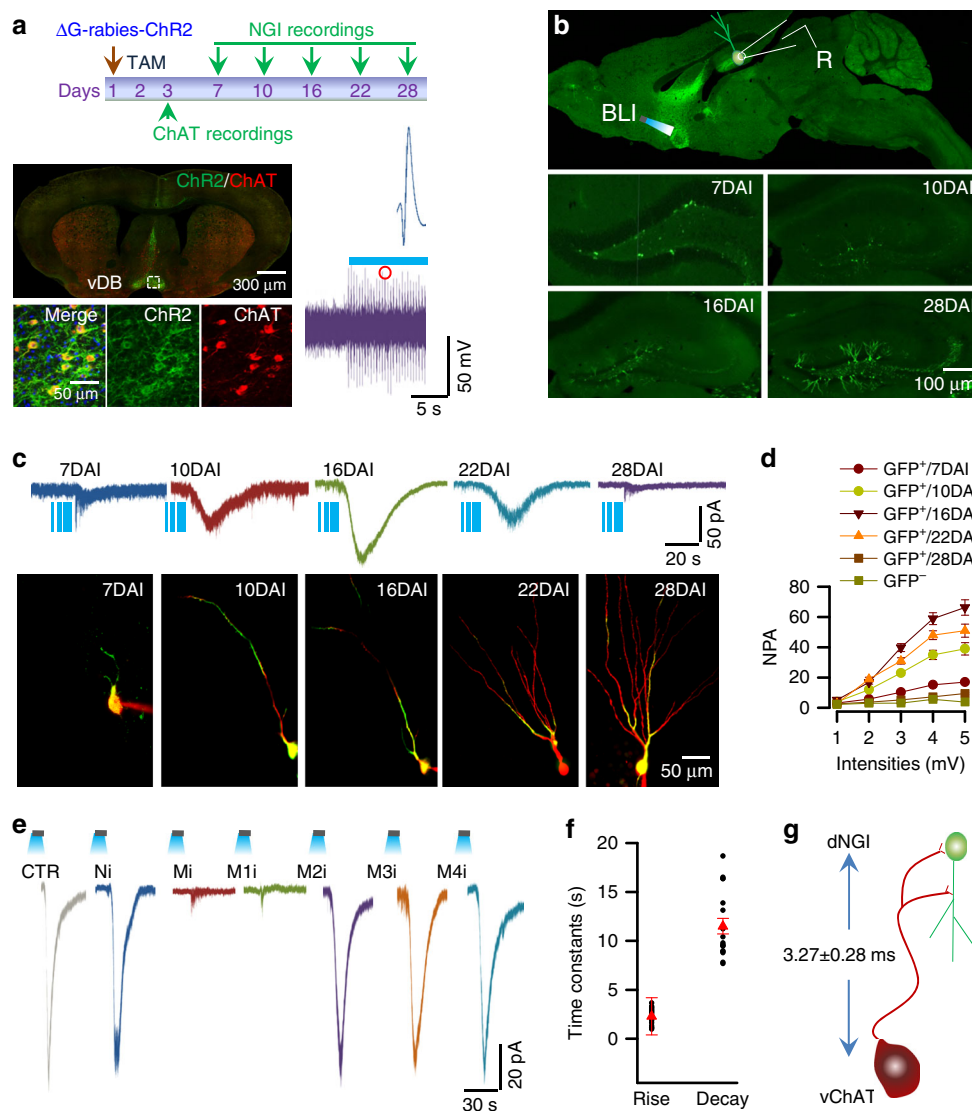 a
ΔG-rabies-ChR2
NGI recordings
TAM
Days 1 2 3 7 10 16 22 28
ChAT recordings
ChR2/ChAT
vDB
300 μm
Merge
ChR2
ChAT
50 μm
50 mV
5 s
b
R
BLI
7DAI
10DAI
16DAI
28DAI
100 μm
c
7DAI
10DAI
16DAI
22DAI
28DAI
50 pA
20 s
7DAI
10DAI
16DAI
22DAI
28DAI
50 μm
d
GFP+/7DAI
GFP+/10DA
GFP+/16DA
GFP+/22DA
GFP+/28DA
GFP−
80
60
40
20
0
NPA
1 2 3 4 5
Intensities (mV)
e
CTR
Ni
Mi
M1i
M2i
M3i
M4i
20 pA
30 s
f
20
15
10
5
0
Time constants (s)
Rise
Decay
g
dNGI
3.27±0.28 ms
vChAT